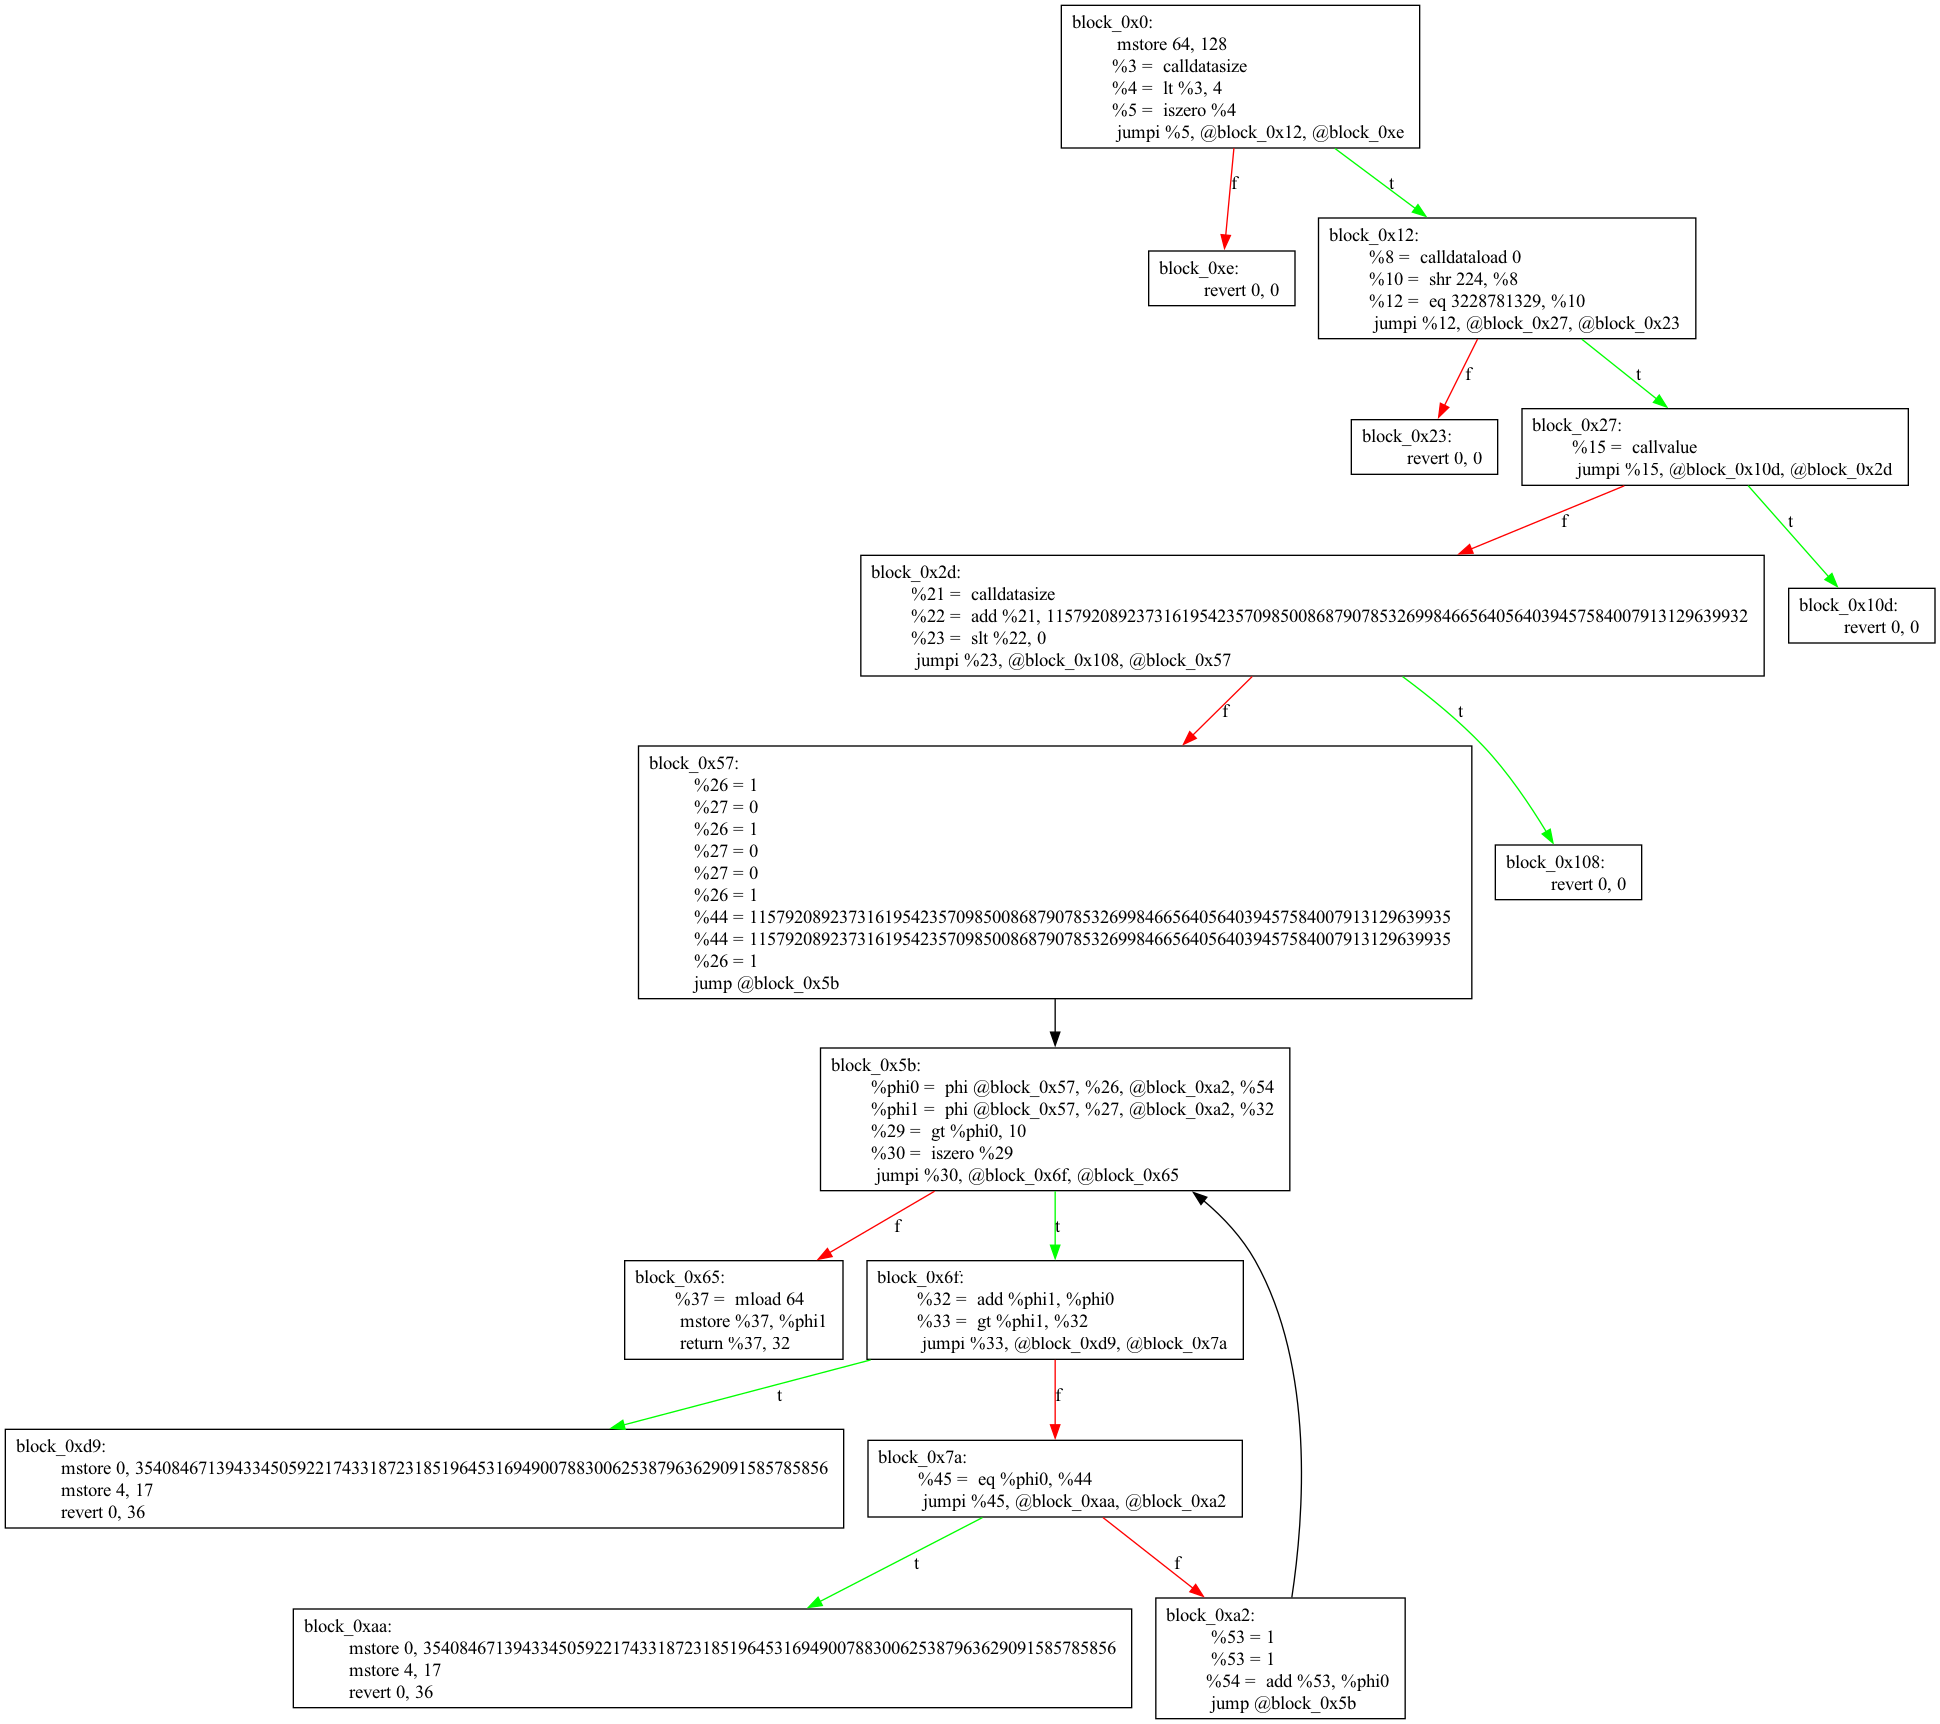 block_0x0:
mstore 64, 128
%3 = calldatasize
%4 = lt %3, 4
%5 = iszero %4
jumpi %5, @block_0x12, @block_0xe
f
t
block_0xe:
revert 0, 0
block_0x12:
%8 = calldataload 0
%10 = shr 224, %8
%12 = eq 3228781329, %10
jumpi %12, @block_0x27, @block_0x23
f
t
block_0x23:
revert 0, 0
block_0x27:
%15 = callvalue
jumpi %15, @block_0x10d, @block_0x2d
f
t
block_0x2d:
%21 = calldatasize
%22 = add %21, 115792089237316195423570985008687907853269984665640564039457584007913129639932
%23 = slt %22, 0
jumpi %23, @block_0x108, @block_0x57
block_0x10d:
revert 0, 0
f
t
block_0x57:
%26 = 1
%27 = 0
%26 = 1
%27 = 0
%27 = 0
%26 = 1
%44 = 115792089237316195423570985008687907853269984665640564039457584007913129639935
%44 = 115792089237316195423570985008687907853269984665640564039457584007913129639935
%26 = 1
jump @block_0x5b
block_0x108:
revert 0, 0
block_0x5b:
%phi0 = phi @block_0x57, %26, @block_0xa2, %54
%phi1 = phi @block_0x57, %27, @block_0xa2, %32
%29 = gt %phi0, 10
%30 = iszero %29
jumpi %30, @block_0x6f, @block_0x65
f
t
block_0x65:
%37 = mload 64
mstore %37, %phi1
return %37, 32
block_0x6f:
%32 = add %phi1, %phi0
%33 = gt %phi1, %32
jumpi %33, @block_0xd9, @block_0x7a
t
f
block_0xd9:
mstore 0, 35408467139433450592217433187231851964531694900788300625387963629091585785856
mstore 4, 17
revert 0, 36
block_0x7a:
%45 = eq %phi0, %44
jumpi %45, @block_0xaa, @block_0xa2
t
f
block_0xaa:
mstore 0, 35408467139433450592217433187231851964531694900788300625387963629091585785856
mstore 4, 17
revert 0, 36
block_0xa2:
%53 = 1
%53 = 1
%54 = add %53, %phi0
jump @block_0x5b